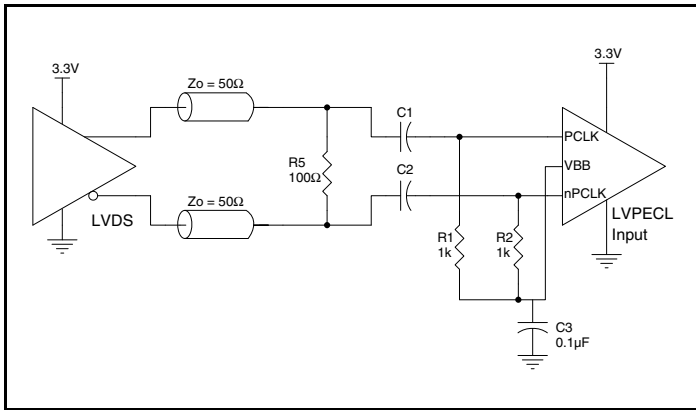 3.3V
Zo = 50Ω
3.3V
C1
PCLK
R5
100Ω
VBB
C2
nPCLK
Zo = 50Ω
LVDS
R1
1k
R2
1k
LVPECL
Input
C3
0.1µF